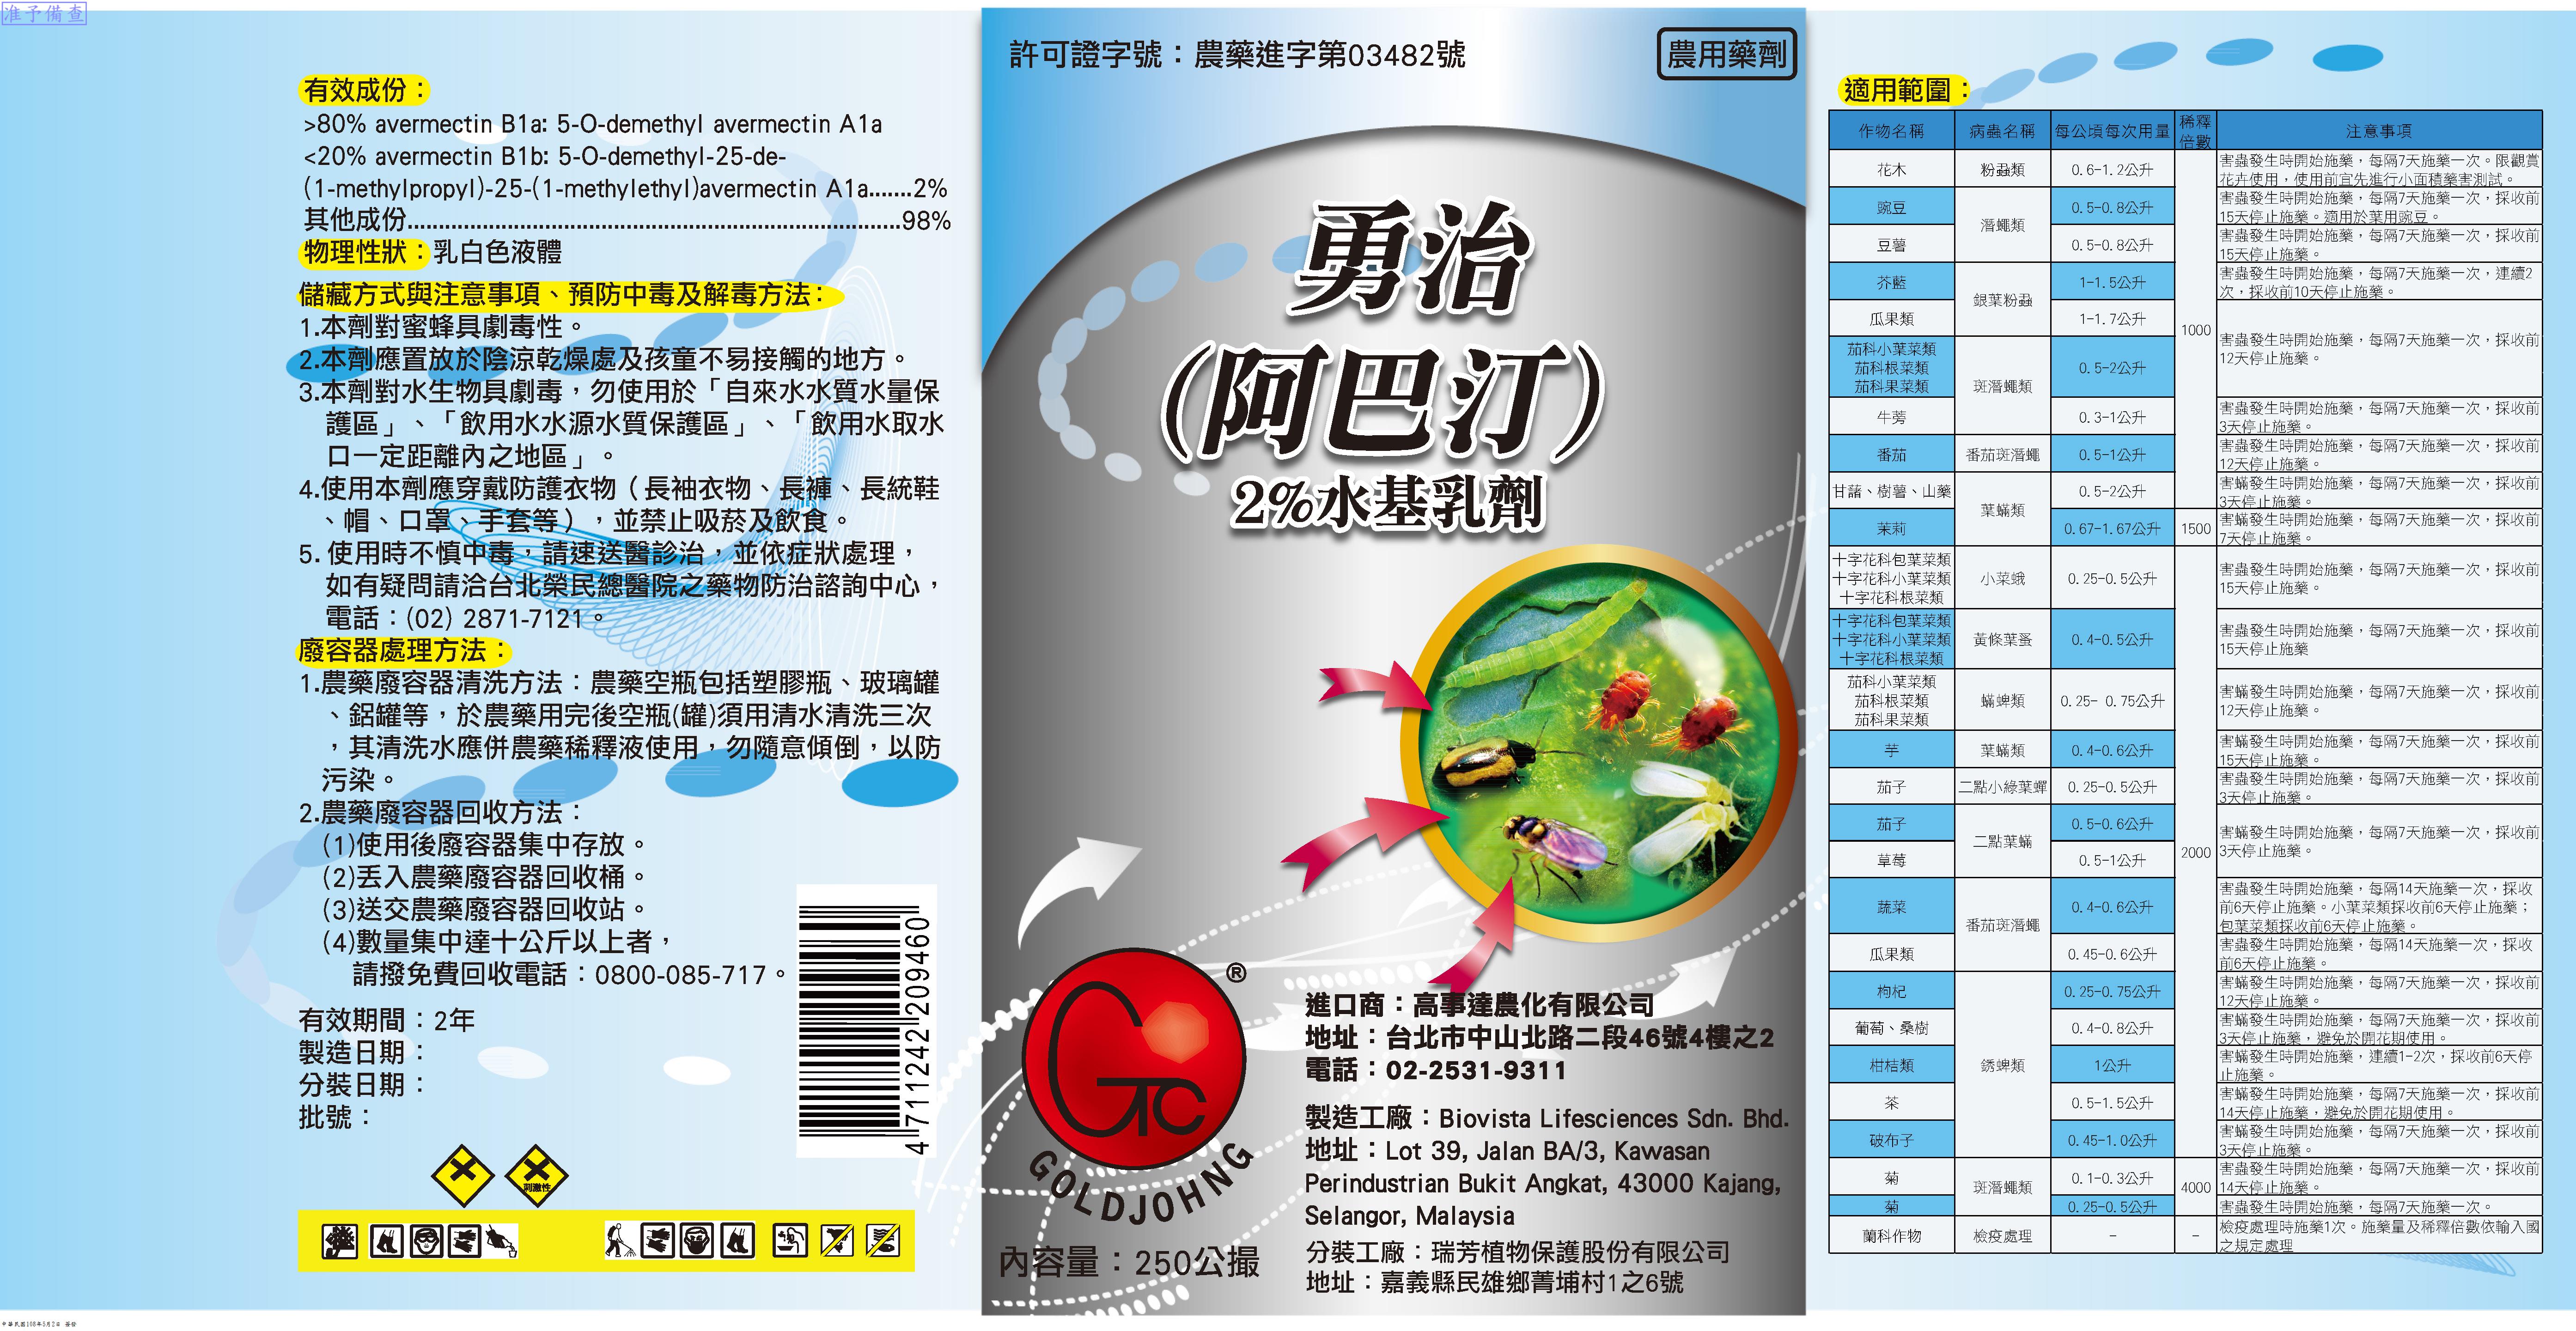 准予備查
有效成份：
>80% avermectin B1a: 5-O-demethyl avermectin A1a
<20% avermectin B1b: 5-O-demethyl-25-de-
(1-methylpropyl)-25-(1-methylethyl)avermectin A1a.......2%
其他成份..............................................................................98%
物理性狀：乳白色液體
儲藏方式與注意事項、預防中毒及解毒方法：
1.本劑對蜜蜂具劇毒性。
2.本劑應置放於陰涼乾燥處及孩童不易接觸的地方。
3.本劑對水生物具劇毒，勿使用於「自來水水質水量保
護區」、「飲用水水源水質保護區」、「飲用水取水
口一定距離內之地區」。
4.使用本劑應穿戴防護衣物（長袖衣物、長褲、長統鞋
、帽、口罩、手套等），並禁止吸菸及飲食。
5. 使用時不慎中毒，請速送醫診治，並依症狀處理，
如有疑問請洽台北榮民總醫院之藥物防治諮詢中心，
電話：(02) 2871-7121。
廢容器處理方法：
1.農藥廢容器清洗方法：農藥空瓶包括塑膠瓶、玻璃罐
、鋁罐等，於農藥用完後空瓶(罐)須用清水清洗三次
，其清洗水應併農藥稀釋液使用，勿隨意傾倒，以防
污染。
2.農藥廢容器回收方法：
(1)使用後廢容器集中存放。
(2)丟入農藥廢容器回收桶。
(3)送交農藥廢容器回收站。
(4)數量集中達十公斤以上者，
請撥免費回收電話：0800-085-717。
有效期間：2年
製造日期：
分裝日期：
批號：
4 711242 209460
刺激性
許可證字號：農藥進字第03482號
農用藥劑
勇治
(阿巴汀)
2%水基乳劑
®
GTC
GOLDJOHNG
內容量：250公撮
進口商：高事達農化有限公司
地址：台北市中山北路二段46號4樓之2
電話：02-2531-9311
製造工廠：Biovista Lifesciences Sdn. Bhd.
地址：Lot 39, Jalan BA/3, Kawasan
Perindustrian Bukit Angkat, 43000 Kajang,
Selangor, Malaysia
分裝工廠：瑞芳植物保護股份有限公司
地址：嘉義縣民雄鄉菁埔村1之6號
適用範圍：
作物名稱 病蟲名稱 每公頃每次用量 稀釋倍數 注意事項
花木 粉蝨類 0.6-1.2公升 1000 害蟲發生時開始施藥，每隔7天施藥一次。限觀賞
花卉使用，使用前宜先進行小面積藥害測試。
豌豆 潛蠅類 0.5-0.8公升 害蟲發生時開始施藥，每隔7天施藥一次，採收前
15天停止施藥。適用於葉用豌豆。
豆薯 0.5-0.8公升 害蟲發生時開始施藥，每隔7天施藥一次，採收前
15天停止施藥。
芥藍 銀葉粉蝨 1-1.5公升 害蟲發生時開始施藥，每隔7天施藥一次，連續2
次，採收前10天停止施藥。
瓜果類 1-1.7公升 害蟲發生時開始施藥，每隔7天施藥一次，採收前
12天停止施藥。
茄科小葉菜類
茄科根菜類
茄科果菜類 斑潛蠅類 0.5-2公升
牛蒡 0.3-1公升 害蟲發生時開始施藥，每隔7天施藥一次，採收前
3天停止施藥。
番茄 番茄斑潛蠅 0.5-1公升 害蟲發生時開始施藥，每隔7天施藥一次，採收前
12天停止施藥。
甘藷、樹薯、山藥 葉蟎類 0.5-2公升 害蟎發生時開始施藥，每隔7天施藥一次，採收前
3天停止施藥。
茉莉 0.67-1.67公升 1500 害蟎發生時開始施藥，每隔7天施藥一次，採收前
7天停止施藥。
十字花科包葉菜類
十字花科小葉菜類
十字花科根菜類 小菜蛾 0.25-0.5公升 2000 害蟲發生時開始施藥，每隔7天施藥一次，採收前
15天停止施藥。
十字花科包葉菜類
十字花科小葉菜類
十字花科根菜類 黃條葉蚤 0.4-0.5公升 害蟲發生時開始施藥，每隔7天施藥一次，採收前
15天停止施藥
茄科小葉菜類
茄科根菜類
茄科果菜類 蟎蜱類 0.25- 0.75公升 害蟎發生時開始施藥，每隔7天施藥一次，採收前
12天停止施藥。
芋 葉蟎類 0.4-0.6公升 害蟎發生時開始施藥，每隔7天施藥一次，採收前
15天停止施藥。
茄子 二點小綠葉蟬 0.25-0.5公升 害蟲發生時開始施藥，每隔7天施藥一次，採收前
3天停止施藥。
茄子 二點葉蟎 0.5-0.6公升 害蟎發生時開始施藥，每隔7天施藥一次，採收前
3天停止施藥。
草莓 0.5-1公升
蔬菜 番茄斑潛蠅 0.4-0.6公升 害蟲發生時開始施藥，每隔14天施藥一次，採收
前6天停止施藥。小葉菜類採收前6天停止施藥；
包葉菜類採收前6天停止施藥。
瓜果類 0.45-0.6公升 害蟲發生時開始施藥，每隔14天施藥一次，採收
前6天停止施藥。
枸杞 銹蜱類 0.25-0.75公升 害蟎發生時開始施藥，每隔7天施藥一次，採收前
12天停止施藥。
葡萄、桑樹 0.4-0.8公升 害蟎發生時開始施藥，每隔7天施藥一次，採收前
3天停止施藥，避免於開花期使用。
柑桔類 1公升 害蟎發生時開始施藥，連續1-2次，採收前6天停
止施藥。
茶 0.5-1.5公升 害蟎發生時開始施藥，每隔7天施藥一次，採收前
14天停止施藥，避免於開花期使用。
破布子 0.45-1.0公升 害蟎發生時開始施藥，每隔7天施藥一次，採收前
3天停止施藥。
菊 斑潛蠅類 0.1-0.3公升 4000 害蟲發生時開始施藥，每隔7天施藥一次，採收前
14天停止施藥。
菊 0.25-0.5公升 害蟲發生時開始施藥，每隔7天施藥一次。
蘭科作物 檢疫處理 - - 檢疫處理時施藥1次。施藥量及稀釋倍數依輸入國
之規定處理
中華民國108年5月2日 簽發